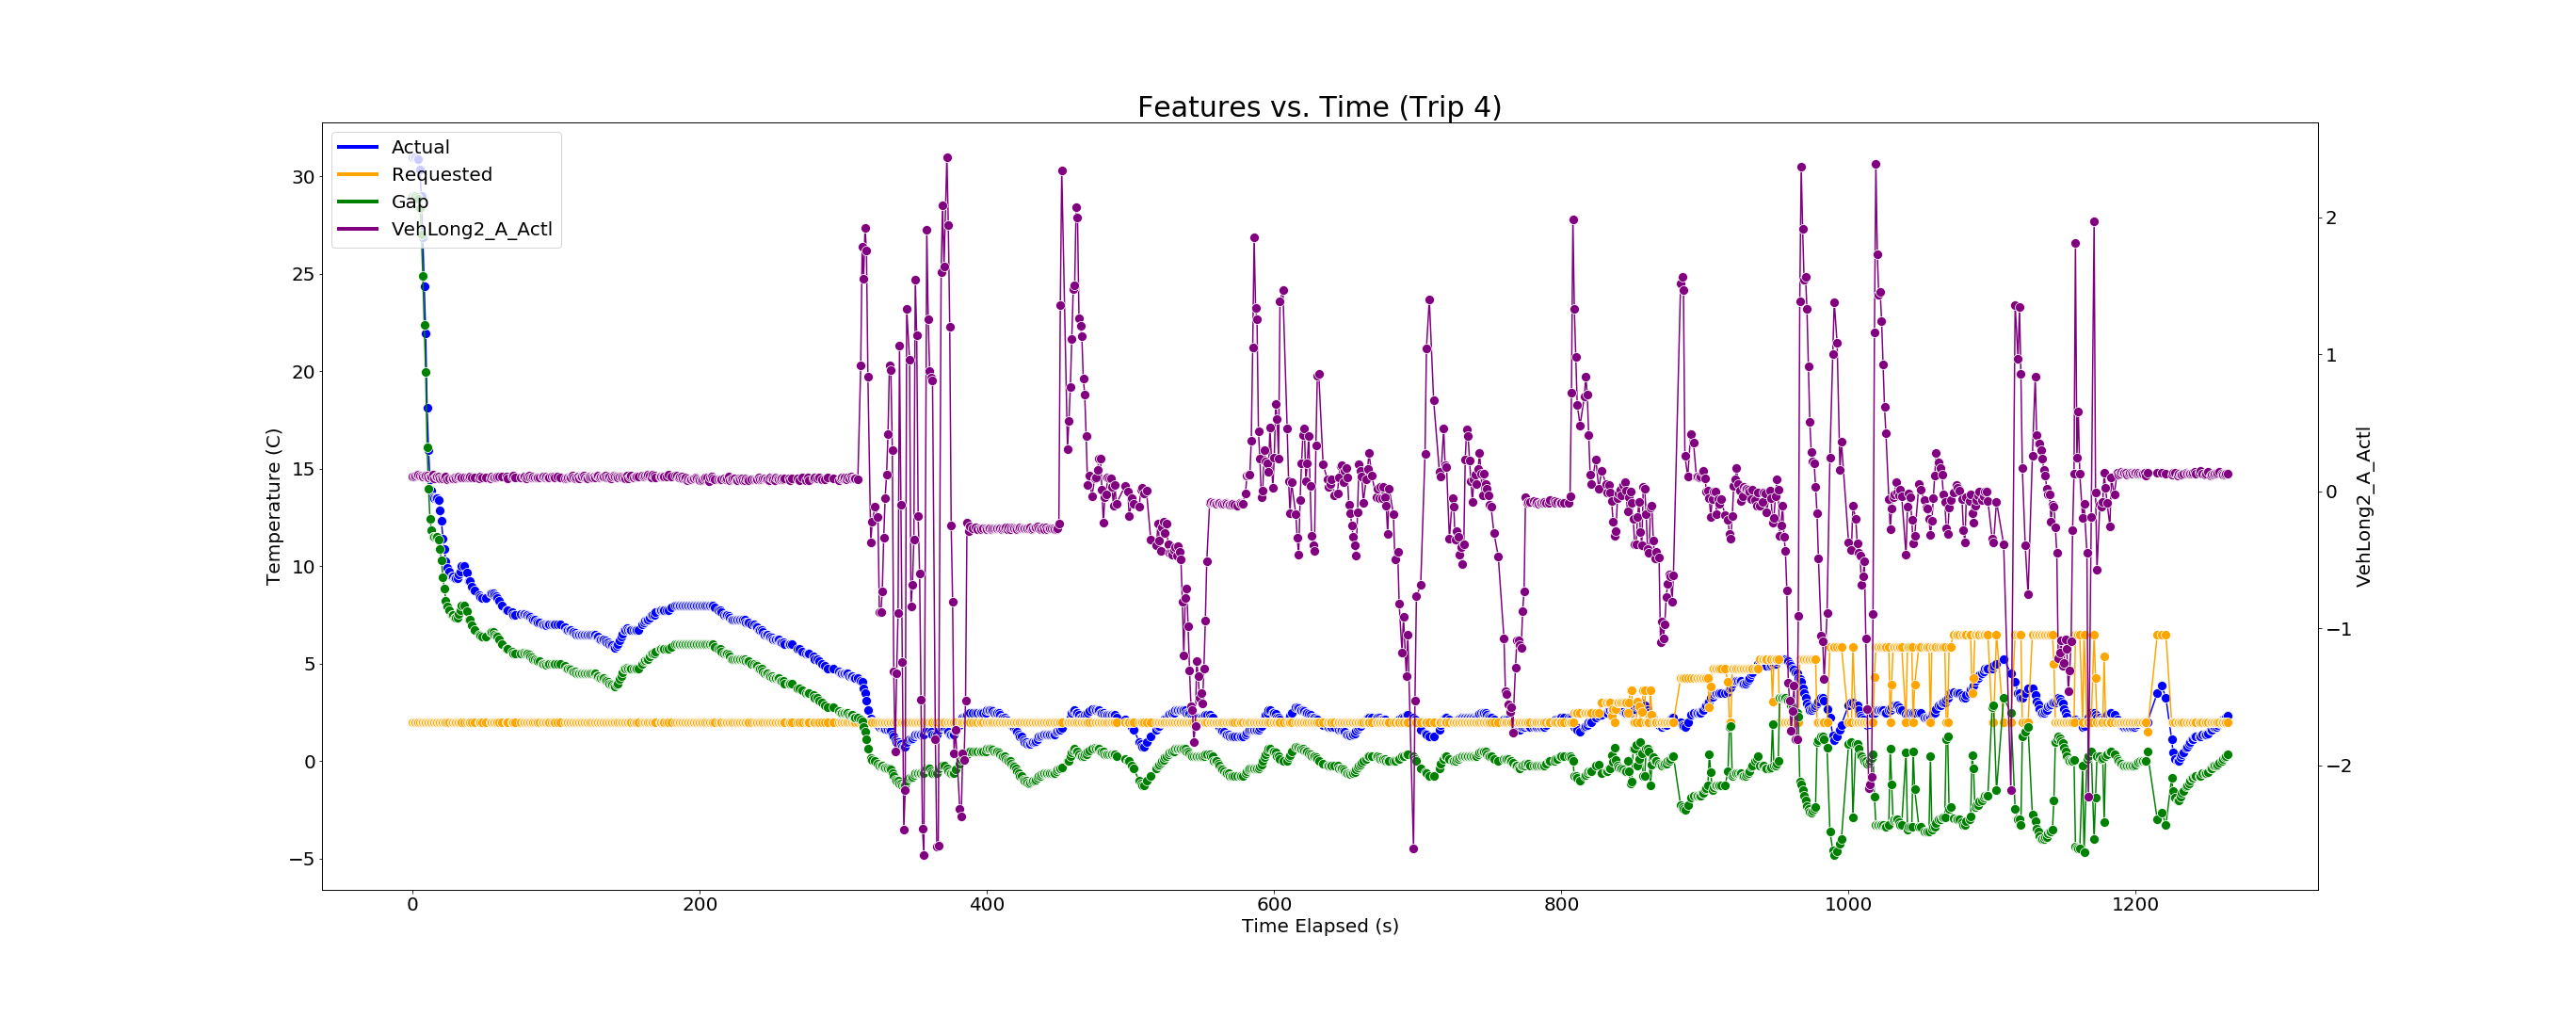 Features vs. Time (Trip 4)
Actual
Requested
Gap
VehLong2_A_Actl
Temperature (C)
30
25
20
15
10
5
0
−5
VehLong2_A_Actl
2
1
0
−1
−2
0 200 400 600 800 1000 1200
Time Elapsed (s)